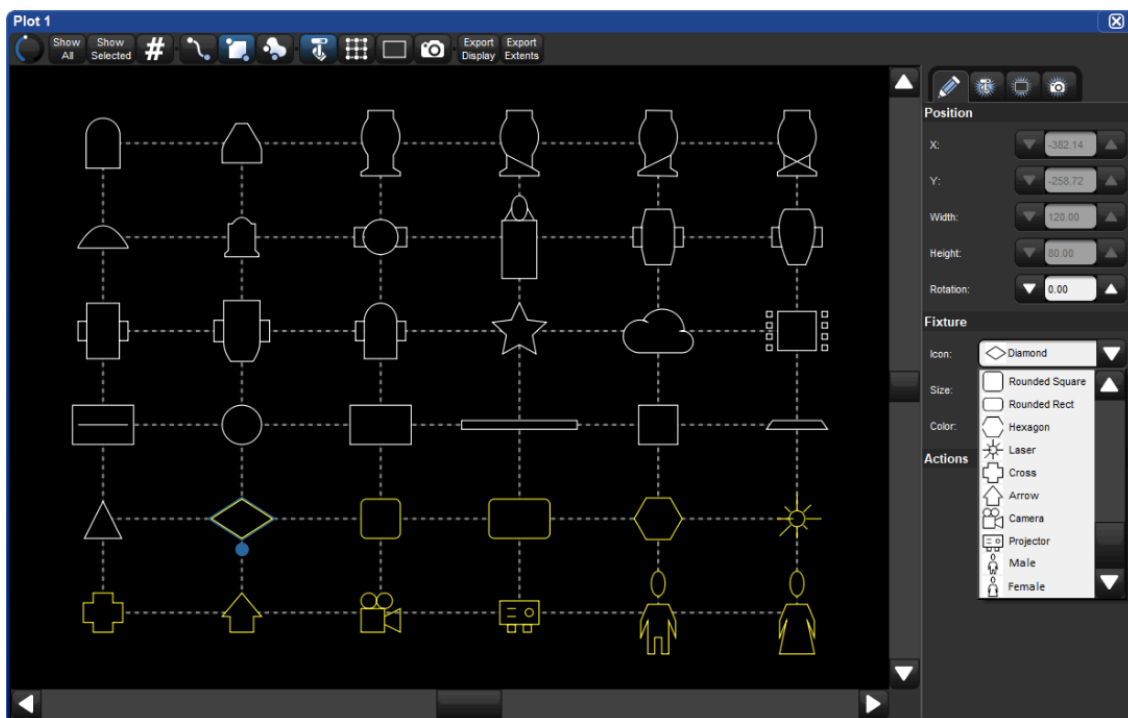 Plot 1
Show All
Show Selected
#
Export Display
Export Extents
Position
X: -382.14
Y: -258.72
Width: 120.00
Height: 80.00
Rotation: 0.00
Fixture
Icon: Diamond
Size:
Color:
Actions
Rounded Square
Rounded Rect
Hexagon
Laser
Cross
Arrow
Camera
Projector
Male
Female